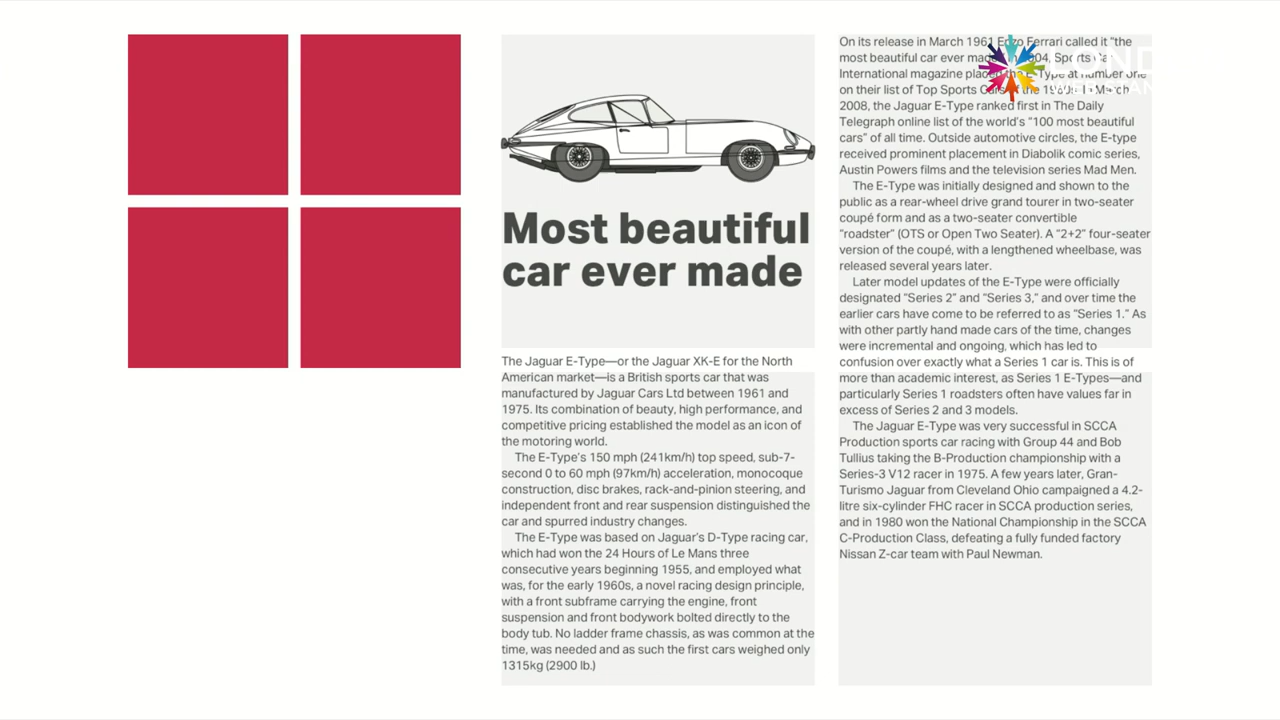 Most beautiful
car ever made
The Jaguar E-Type—or the Jaguar XK-E for the North
American market—is a British sports car that was
manufactured by Jaguar Cars Ltd between 1961 and
1975. Its combination of beauty, high performance, and
competitive pricing established the model as an icon of
the motoring world.
The E-Type’s 150 mph (241km/h) top speed, sub-7-
second 0 to 60 mph (97km/h) acceleration, monocoque
construction, disc brakes, rack-and-pinion steering, and
independent front and rear suspension distinguished the
car and spurred industry changes.
The E-Type was based on Jaguar’s D-Type racing car,
which had won the 24 Hours of Le Mans three
consecutive years beginning 1955, and employed what
was, for the early 1960s, a novel racing design principle,
with a front subframe carrying the engine, front
suspension and front bodywork bolted directly to the
body tub. No ladder frame chassis, as was common at the
time, was needed and as such the first cars weighed only
1315kg (2900 lb.)
On its release in March 1961 Enzo Ferrari called it “the
most beautiful car ever made”. In 2004, Sports Car
International magazine placed the E-Type at number one
on their list of Top Sports Cars of the 1960s. In March
2008, the Jaguar E-Type ranked first in The Daily
Telegraph online list of the world’s “100 most beautiful
cars” of all time. Outside automotive circles, the E-type
received prominent placement in Diabolik comic series,
Austin Powers films and the television series Mad Men.
The E-Type was initially designed and shown to the
public as a rear-wheel drive grand tourer in two-seater
coupé form and as a two-seater convertible
“roadster” (OTS or Open Two Seater). A “2+2” four-seater
version of the coupé, with a lengthened wheelbase, was
released several years later.
Later model updates of the E-Type were officially
designated “Series 2” and “Series 3,” and over time the
earlier cars have come to be referred to as “Series 1.” As
with other partly hand made cars of the time, changes
were incremental and ongoing, which has led to
confusion over exactly what a Series 1 car is. This is of
more than academic interest, as Series 1 E-Types—and
particularly Series 1 roadsters often have values far in
excess of Series 2 and 3 models.
The Jaguar E-Type was very successful in SCCA
Production sports car racing with Group 44 and Bob
Tullius taking the B-Production championship with a
Series-3 V12 racer in 1975. A few years later, Gran-
Turismo Jaguar from Cleveland Ohio campaigned a 4.2-
litre six-cylinder FHC racer in SCCA production series,
and in 1980 won the National Championship in the SCCA
C-Production Class, defeating a fully funded factory
Nissan Z-car team with Paul Newman.